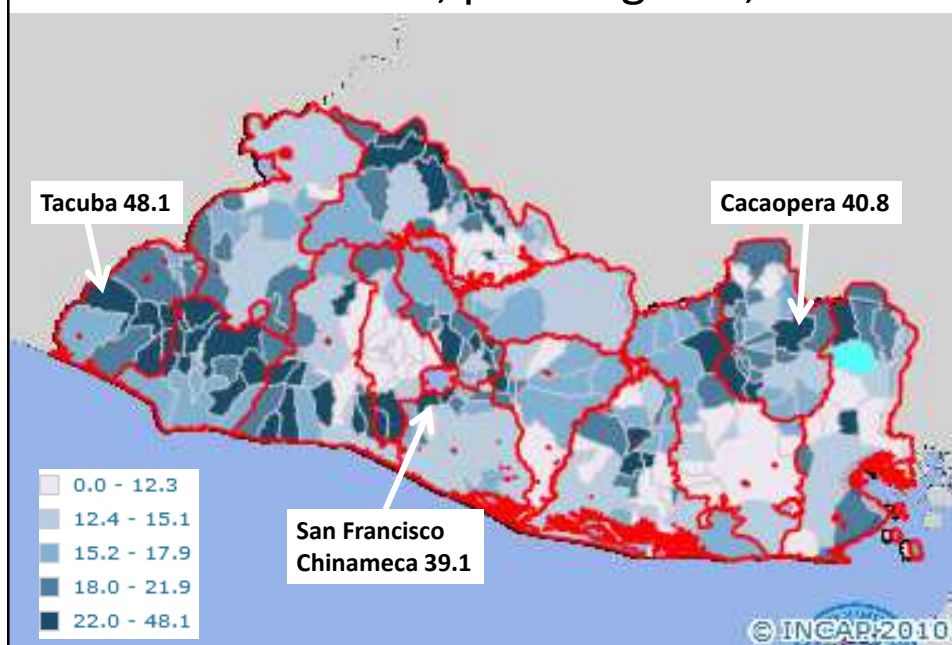 Tacuba 48.1
Cacaopera 40.8
San Francisco
Chinameca 39.1
0.0 - 12.3
12.4 - 15.1
15.2 - 17.9
18.0 - 21.9
22.0 - 48.1
© INCAP-2010